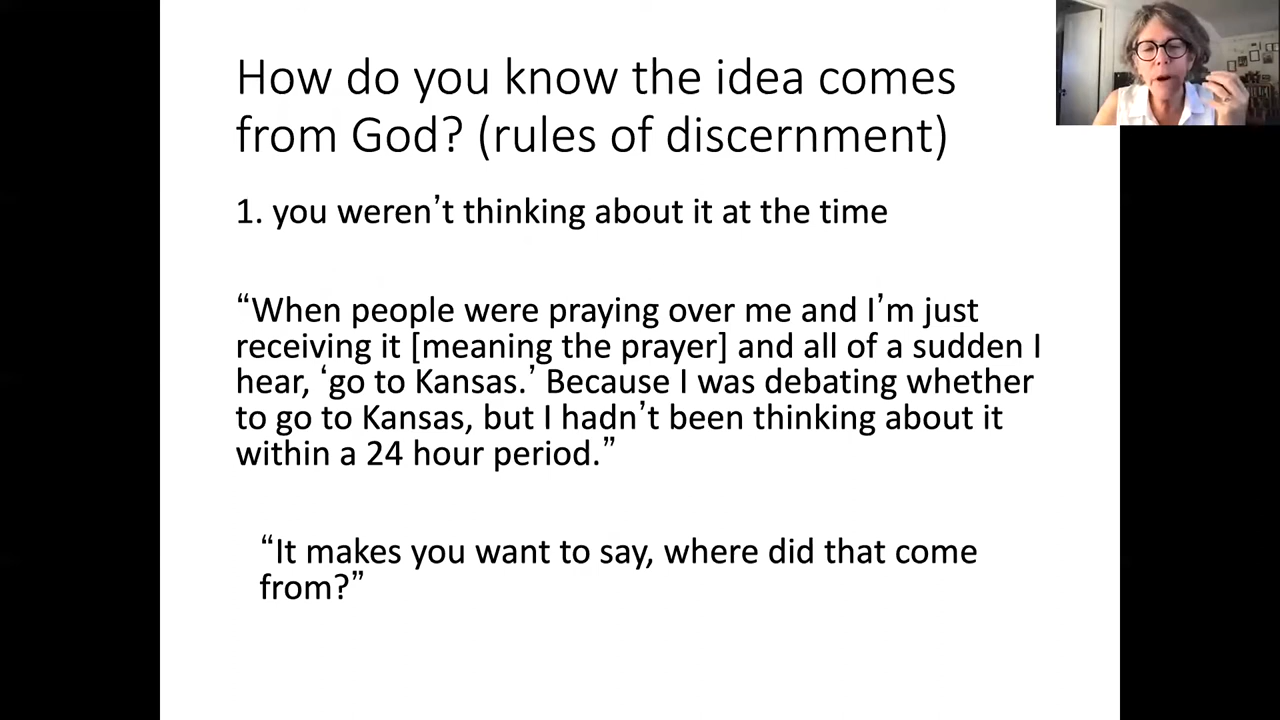 How do you know the idea comes
from God? (rules of discernment)
1. you weren’t thinking about it at the time
“When people were praying over me and I’m just
receiving it [meaning the prayer] and all of a sudden I
hear, ‘go to Kansas.’ Because I was debating whether
to go to Kansas, but I hadn’t been thinking about it
within a 24 hour period.”
“It makes you want to say, where did that come
from?”